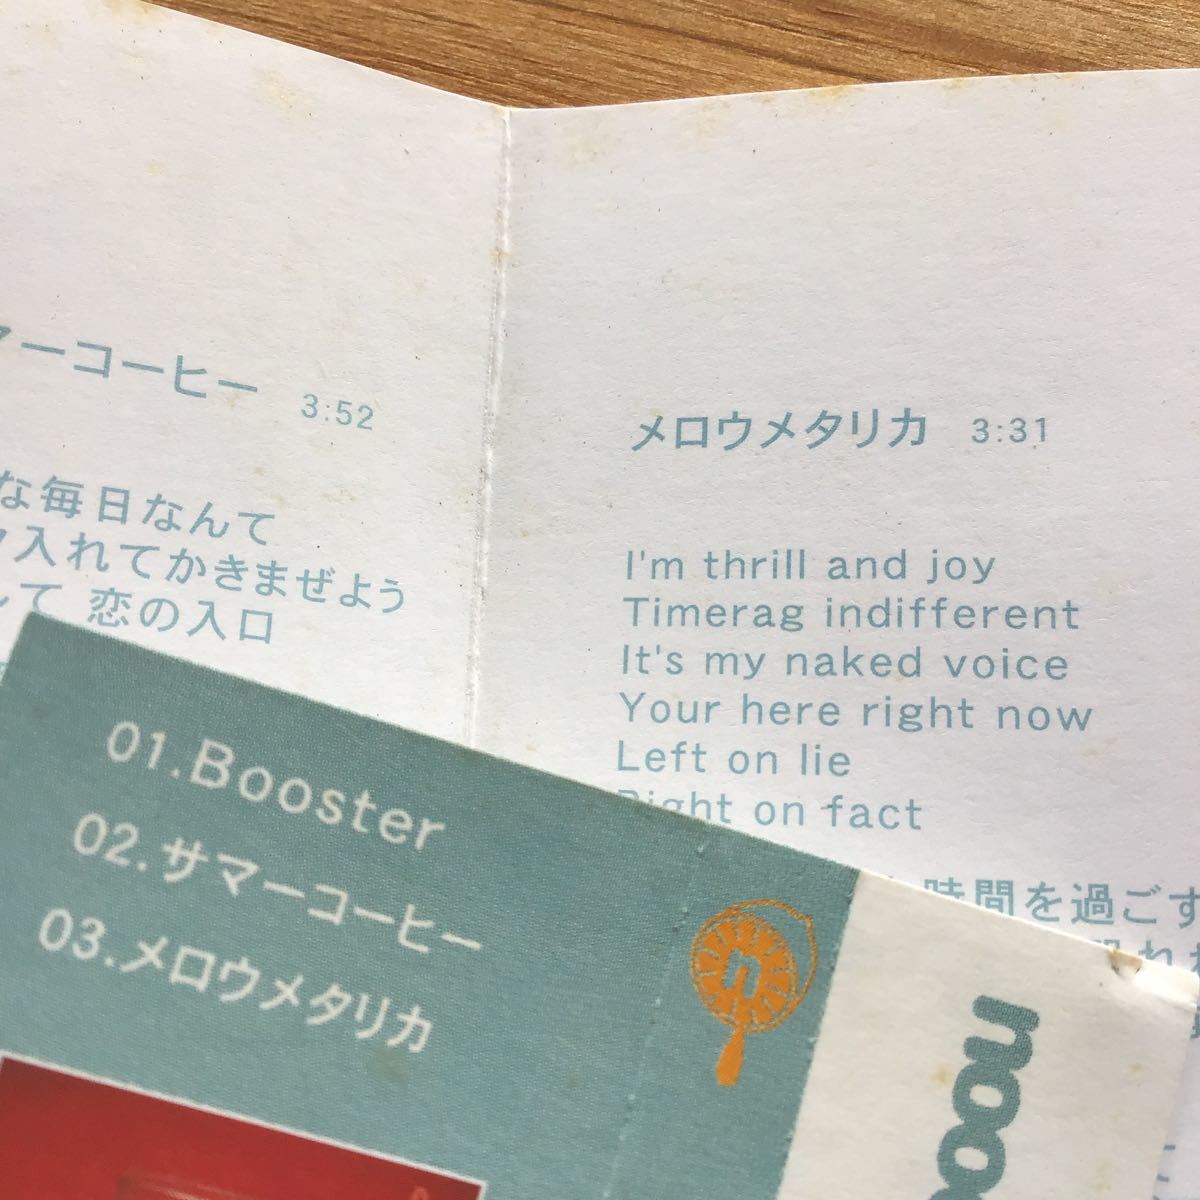 マーコーヒー 3:52
な毎日なんて
入れてかきまぜよう
して 恋の入口
メロウメタリカ 3:31
I'm thrill and joy
Timerag indifferent
It's my naked voice
Your here right now
Left on lie
Right on fact
時間を過ごす
01.Booster
02.サマーコーヒー
03.メロウメタリカ
n
noo